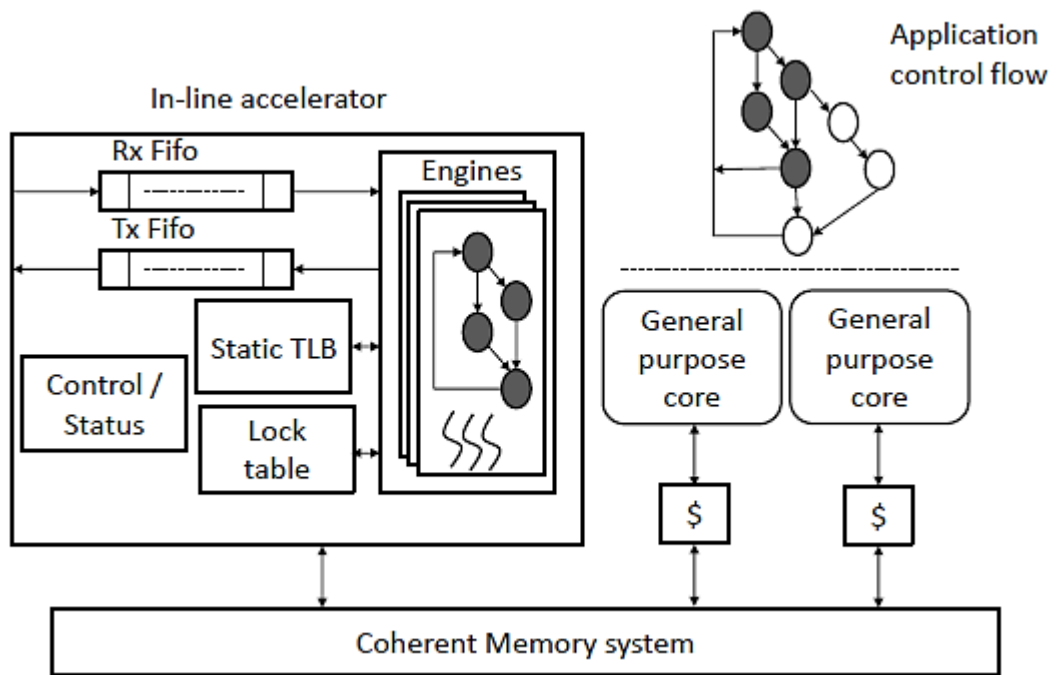 Application
control flow
In-line accelerator
Rx Fifo
Engines
Tx Fifo
Static TLB
Control /
Status
Lock
table
General
purpose
core
General
purpose
core
$
$
Coherent Memory system